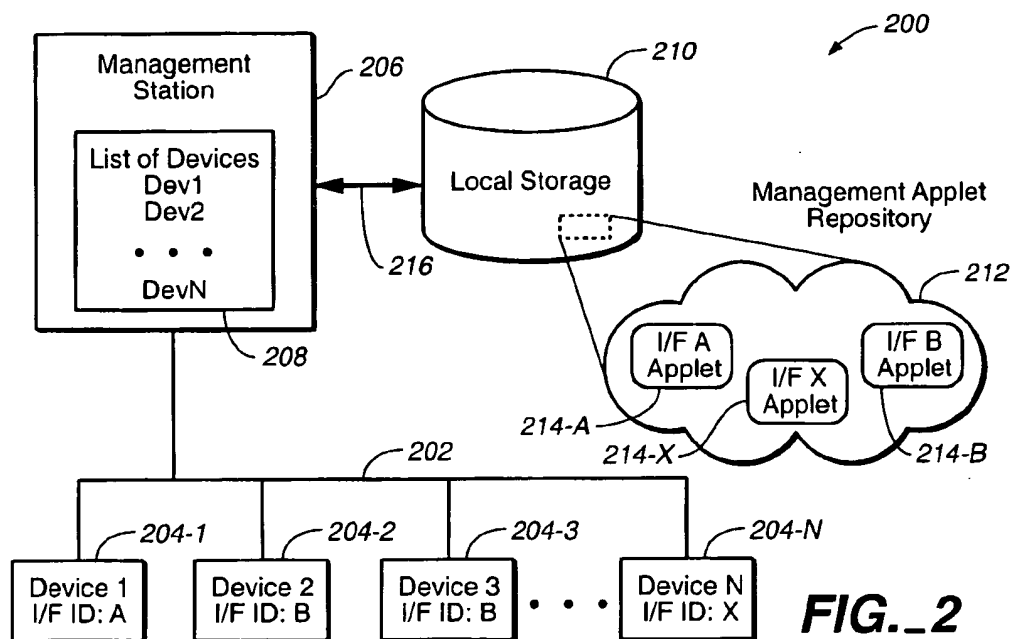 200
Management
Station
206
210
List of Devices
Dev1
Dev2
• • •
DevN
208
216
Local Storage
Management Applet
Repository
212
I/F A
Applet
I/F X
Applet
I/F B
Applet
214-A
214-X
214-B
202
204-1
204-2
204-3
204-N
Device 1
I/F ID: A
Device 2
I/F ID: B
Device 3
I/F ID: B
• • •
Device N
I/F ID: X
FIG._2